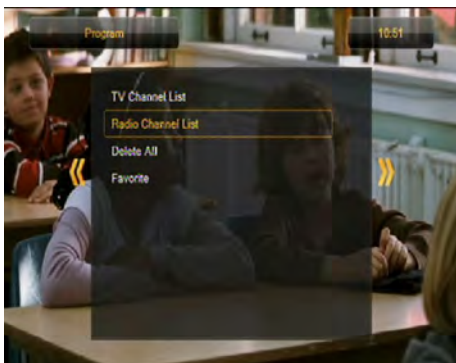 Program
10:51
TV Channel List
Radio Channel List
Delete All
Favorite